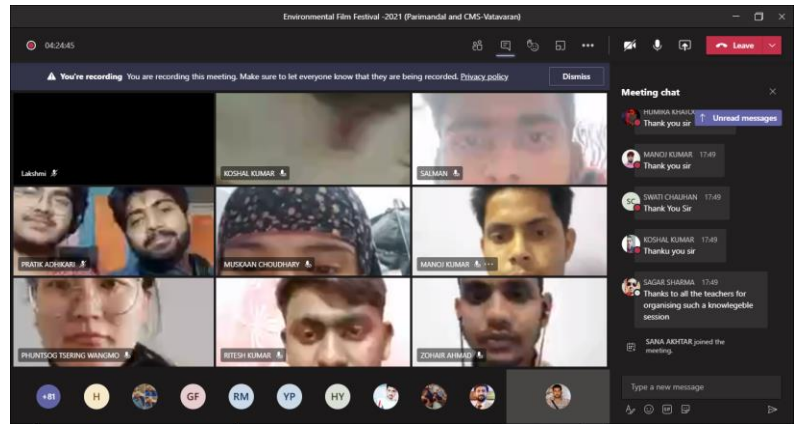 Environmental Film Festival -2021 (Parimandal and CMS-Vatavaran)
04:24:45
Leave
You're recording You are recording this meeting. Make sure to let everyone know that they are being recorded. Privacy policy
Dismiss
Lakshmi
KOSHAL KUMAR
SALMAN
PRATIK ADHIKARI
MUSKAAN CHOUDHARY
MANOJ KUMAR
PHUNTSOG TSERING WANGMO
RITESH KUMAR
ZOHAIR AHMAD
+81
H
GF
RM
YP
HY
Meeting chat
HUMIRA
Unread messages
Thank you sir
MANOJ KUMAR 17:49
Thank you sir
SC
SWATI CHAUHAN 17:49
Thank You Sir
KOSHAL KUMAR 17:49
Thanku you sir
SAGAR SHARMA 17:49
Thanks to all the teachers for
organising such a knowlegeble
session
SANA AKHTAR joined the
meeting.
Type a new message